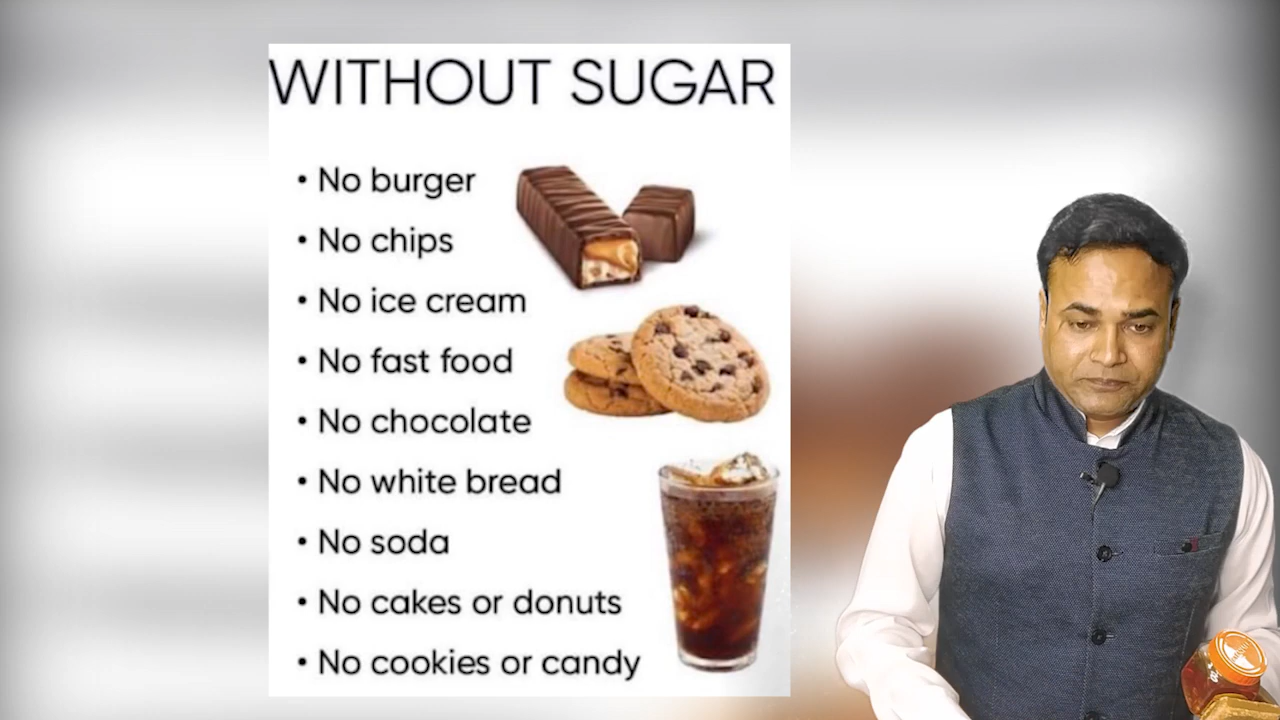 WITHOUT SUGAR
• No burger
• No chips
• No ice cream
• No fast food
• No chocolate
• No white bread
• No soda
• No cakes or donuts
• No cookies or candy